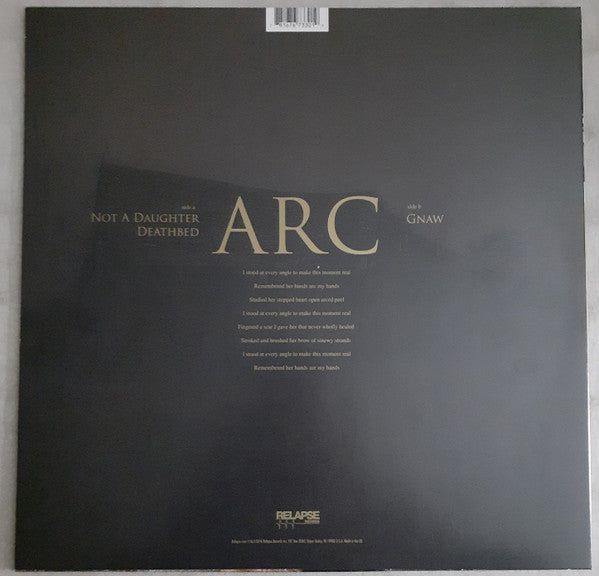 side a
NOT A DAUGHTER
DEATHBED
ARC
side b
GNAW
I stood at every angle to make this moment real
Remembered her hands are my hands
Studied her stepped heart open arced peel
I stood at every angle to make this moment real
Fingered a scar I gave her that never wholly healed
Stroked and brushed her brow of sinewy strands
I stood at every angle to make this moment real
Remembered her hands are my hands
RELAPSE
RECORDS